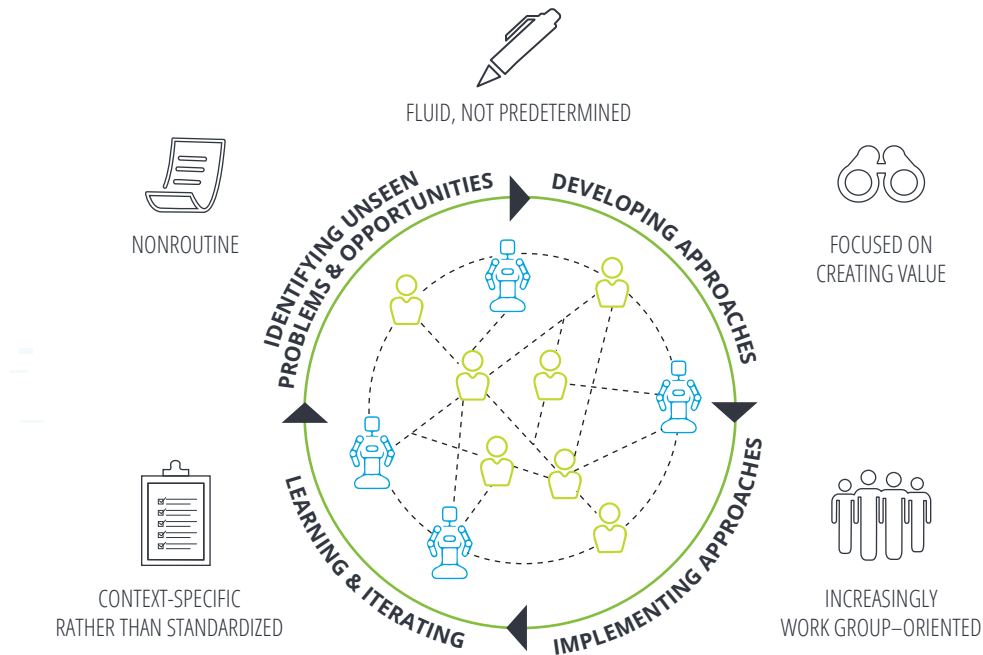 FLUID, NOT PREDETERMINED
NONROUTINE
FOCUSED ON
CREATING VALUE
IDENTIFYING UNSEEN
PROBLEMS & OPPORTUNITIES
DEVELOPING APPROACHES
IMPLEMENTING APPROACHES
LEARNING & ITERATING
CONTEXT-SPECIFIC
RATHER THAN STANDARDIZED
INCREASINGLY
WORK GROUP–ORIENTED